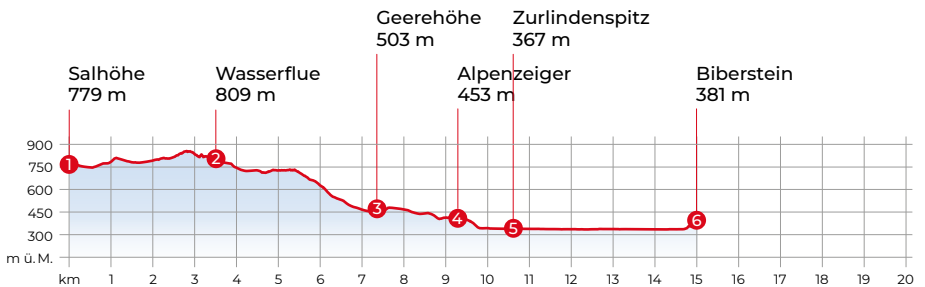 Geerehöhe
503 m
Zurlindenspitz
367 m
Salhöhe
779 m
Wasserflue
809 m
Alpenzeiger
453 m
Biberstein
381 m
900
750
600
450
300
m ü. M.
1
2
3
4
5
6
km 1 2 3 4 5 6 7 8 9 10 11 12 13 14 15 16 17 18 19 20